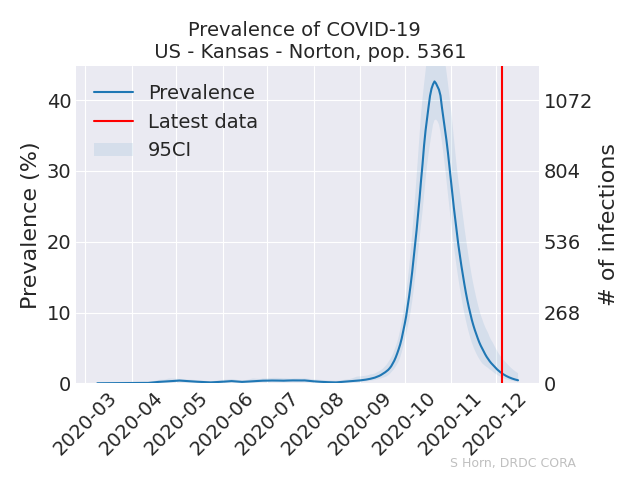 Prevalence of COVID-19
US - Kansas - Norton, pop. 5361
Prevalence
Latest data
95CI
Prevalence (%)
40
30
20
10
0
# of infections
1072
804
536
268
0
2020-03
2020-04
2020-05
2020-06
2020-07
2020-08
2020-09
2020-10
2020-11
2020-12
S Horn, DRDC CORA